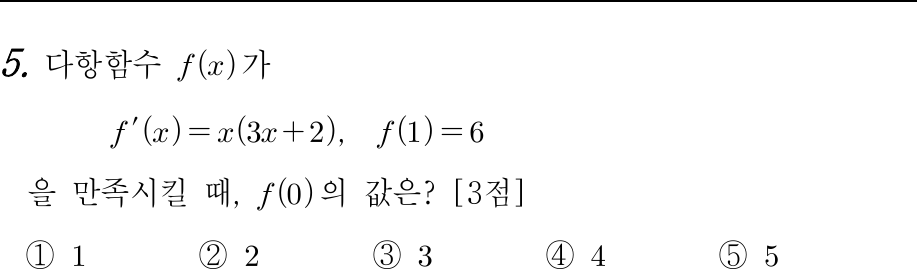 5. 다항함수 f(x)가
f′(x)=x(3x+2), f(1)=6
을 만족시킬 때, f(0)의 값은? [3점]
① 1 ② 2 ③ 3 ④ 4 ⑤ 5